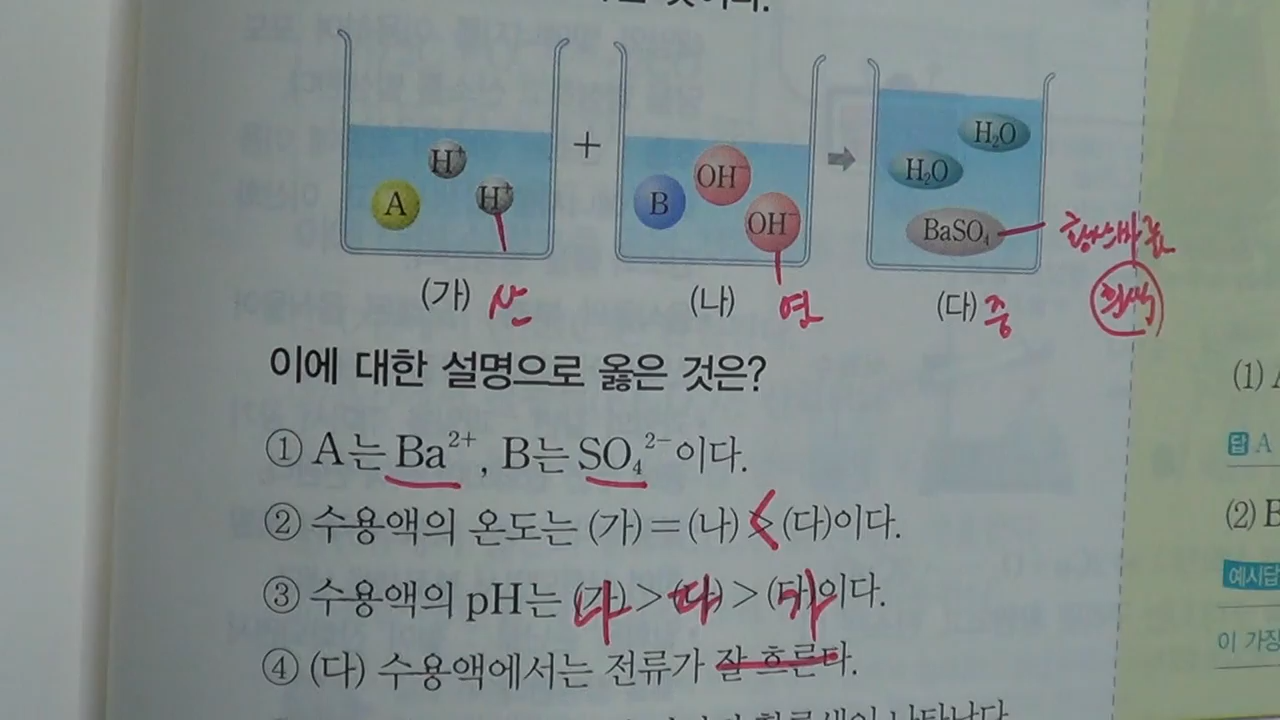 것이다.
H⁺
A
H⁺
+
B
OH⁻
OH⁻
H₂O
H₂O
BaSO₄
황산바륨
흰색
(가) 산
(나) 염
(다) 중
이에 대한 설명으로 옳은 것은?
① A는 Ba²⁺, B는 SO₄²⁻이다.
② 수용액의 온도는 (가)=(나) < (다)이다.
③ 수용액의 pH는 (나) > (다) > (가)이다.
④ (다) 수용액에서는 전류가 잘 흐른다.
(1) A
답 A
(2) B
예시답
이 가장